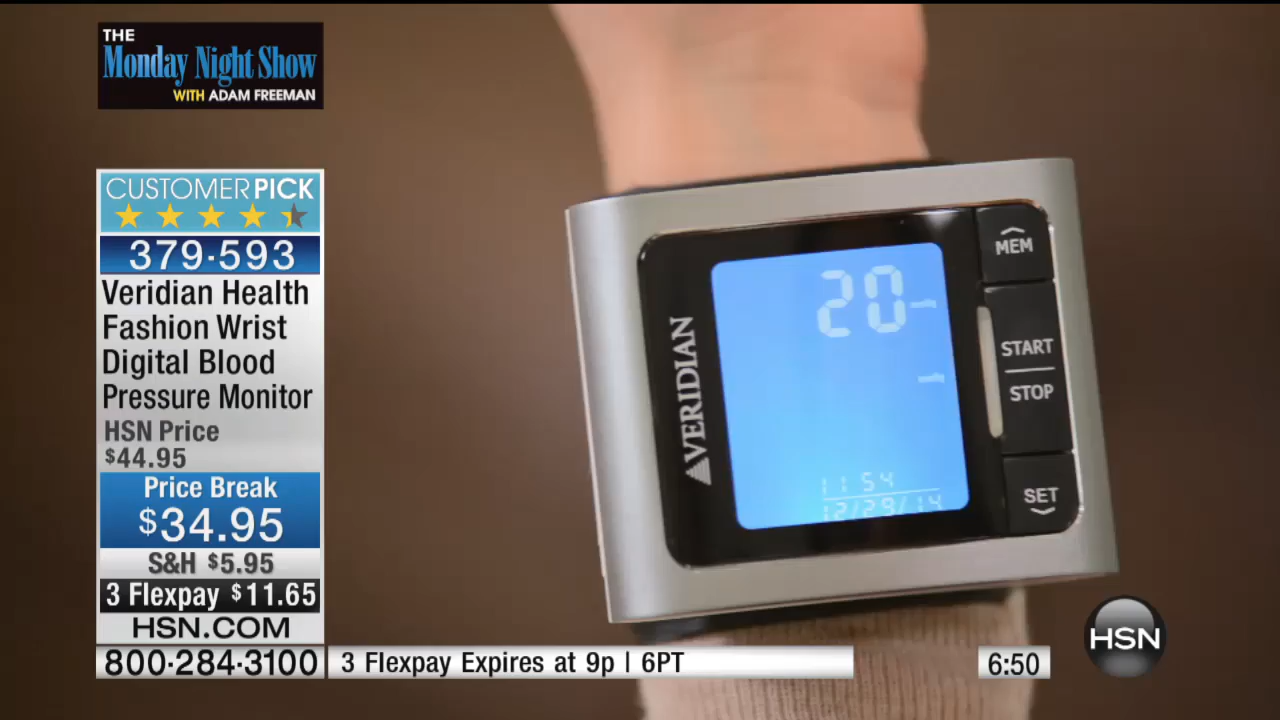 THE
Monday Night Show
WITH ADAM FREEMAN
CUSTOMERPICK
379-593
Veridian Health
Fashion Wrist
Digital Blood
Pressure Monitor
HSN Price
$44.95
Price Break
$34.95
S&H $5.95
3 Flexpay $11.65
HSN.COM
800-284-3100
3 Flexpay Expires at 9p | 6PT
6:50
HSN
VERIDIAN
20
11 54
12/29/14
MEM
START
STOP
SET